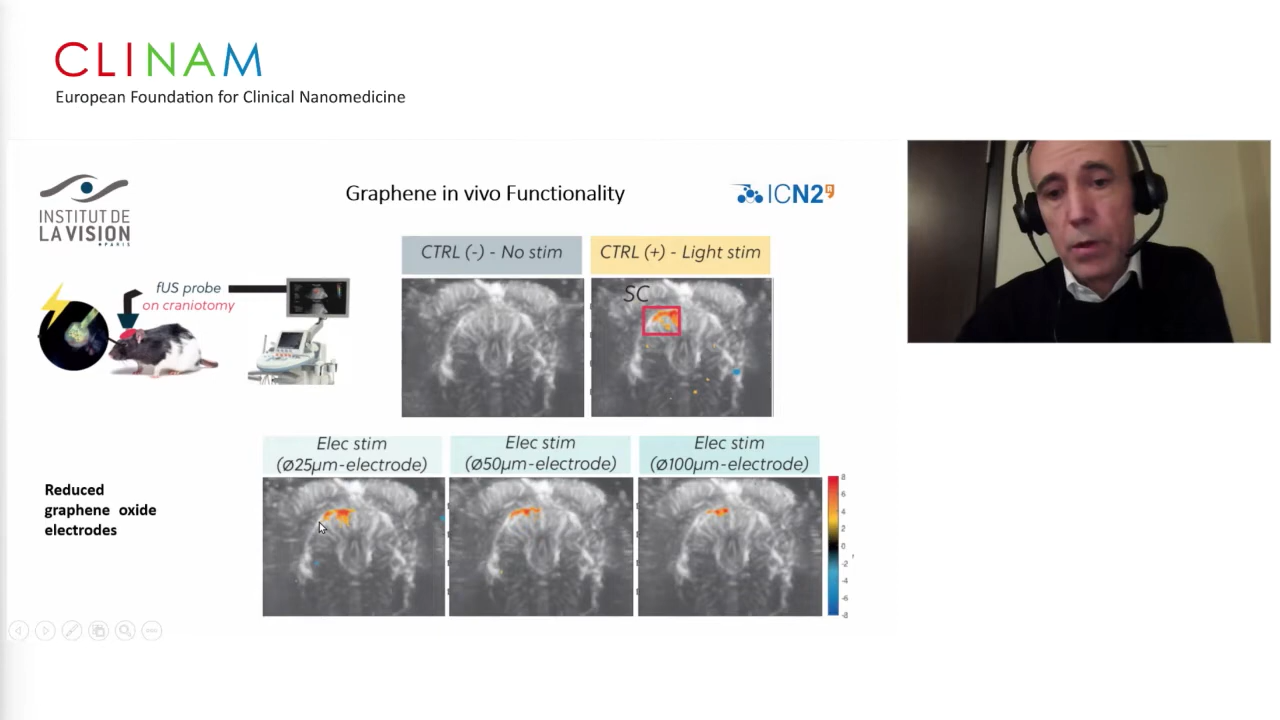 CLINAM
European Foundation for Clinical Nanomedicine
INSTITUT DE
LA VISION
PARIS
Graphene in vivo Functionality
ICN2
CTRL (-) - No stim
CTRL (+) - Light stim
SC
fUS probe
on craniotomy
Elec stim
(Ø25µm-electrode)
Elec stim
(Ø50µm-electrode)
Elec stim
(Ø100µm-electrode)
Reduced
graphene oxide
electrodes
8
6
4
2
0
-2
-4
-6
-8